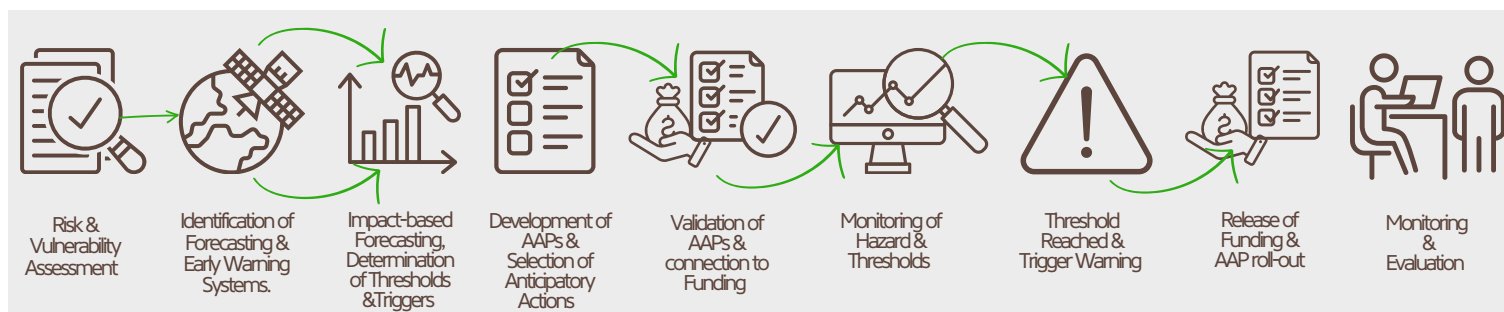 Risk &
Vulnerability
Assessment
Identification of
Forecasting &
Early Warning
Systems.
Impact-based
Forecasting,
Determination
of Thresholds
&Triggers
Development of
AAPs &
Selection of
Anticipatory
Actions
Validation of
AAPs &
connection to
Funding
Monitoring of
Hazard &
Thresholds
Threshold
Reached &
Trigger Warning
Release of
Funding &
AAP roll-out
Monitoring
&
Evaluation